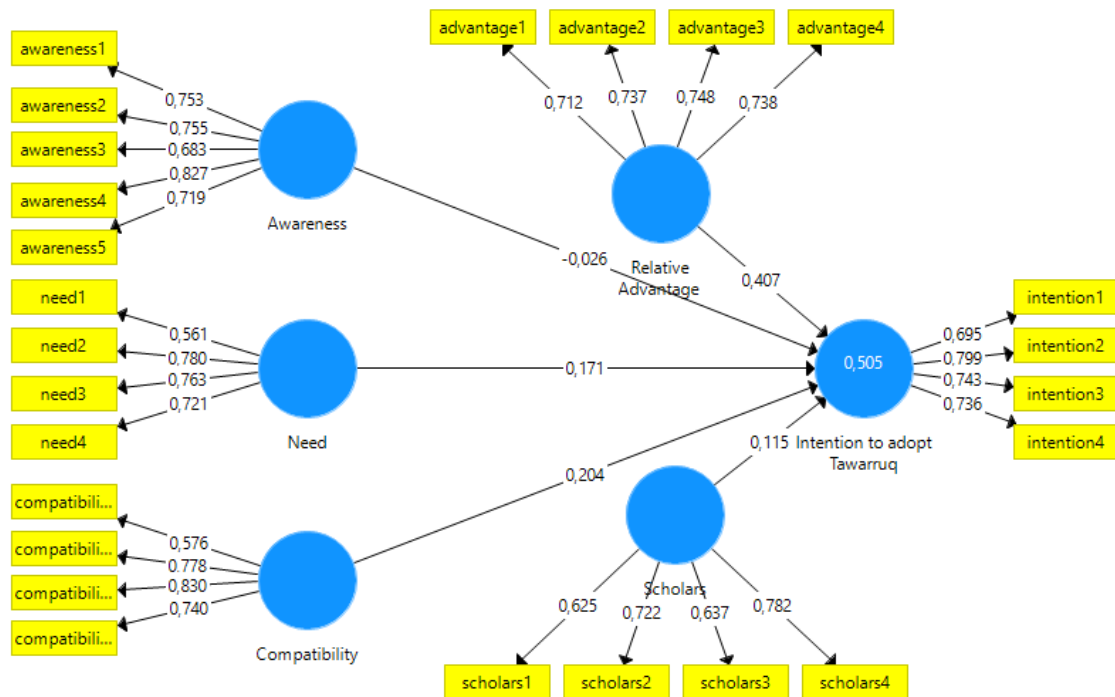 advantage1
advantage2
advantage3
advantage4
0,712
0,737
0,748
0,738
Relative
Advantage
0,407
awareness1
awareness2
awareness3
awareness4
awareness5
0,753
0,755
0,683
0,827
0,719
Awareness
-0,026
need1
need2
need3
need4
0,561
0,780
0,763
0,721
Need
0,171
compatibili...
compatibili...
compatibili...
compatibili...
0,576
0,778
0,830
0,740
Compatibility
0,204
0,505
Intention to adopt
Tawarruq
0,695
0,799
0,743
0,736
intention1
intention2
intention3
intention4
0,115
Scholars
0,625
0,722
0,637
0,782
scholars1
scholars2
scholars3
scholars4